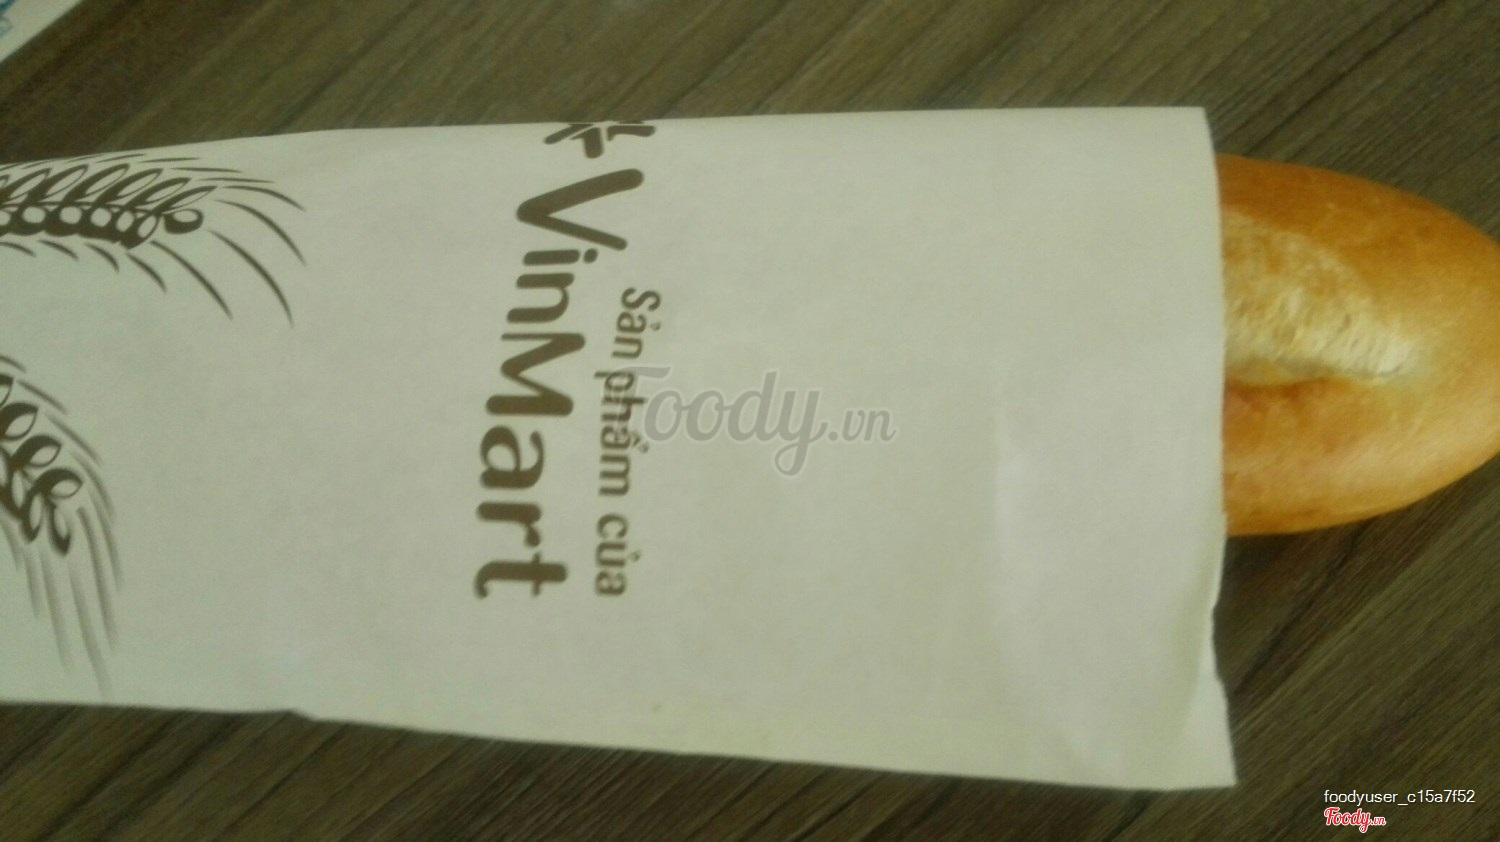 Sản phẩm của
VinMart
Foody.vn
foodyuser_c15a7f52
Foody.vn